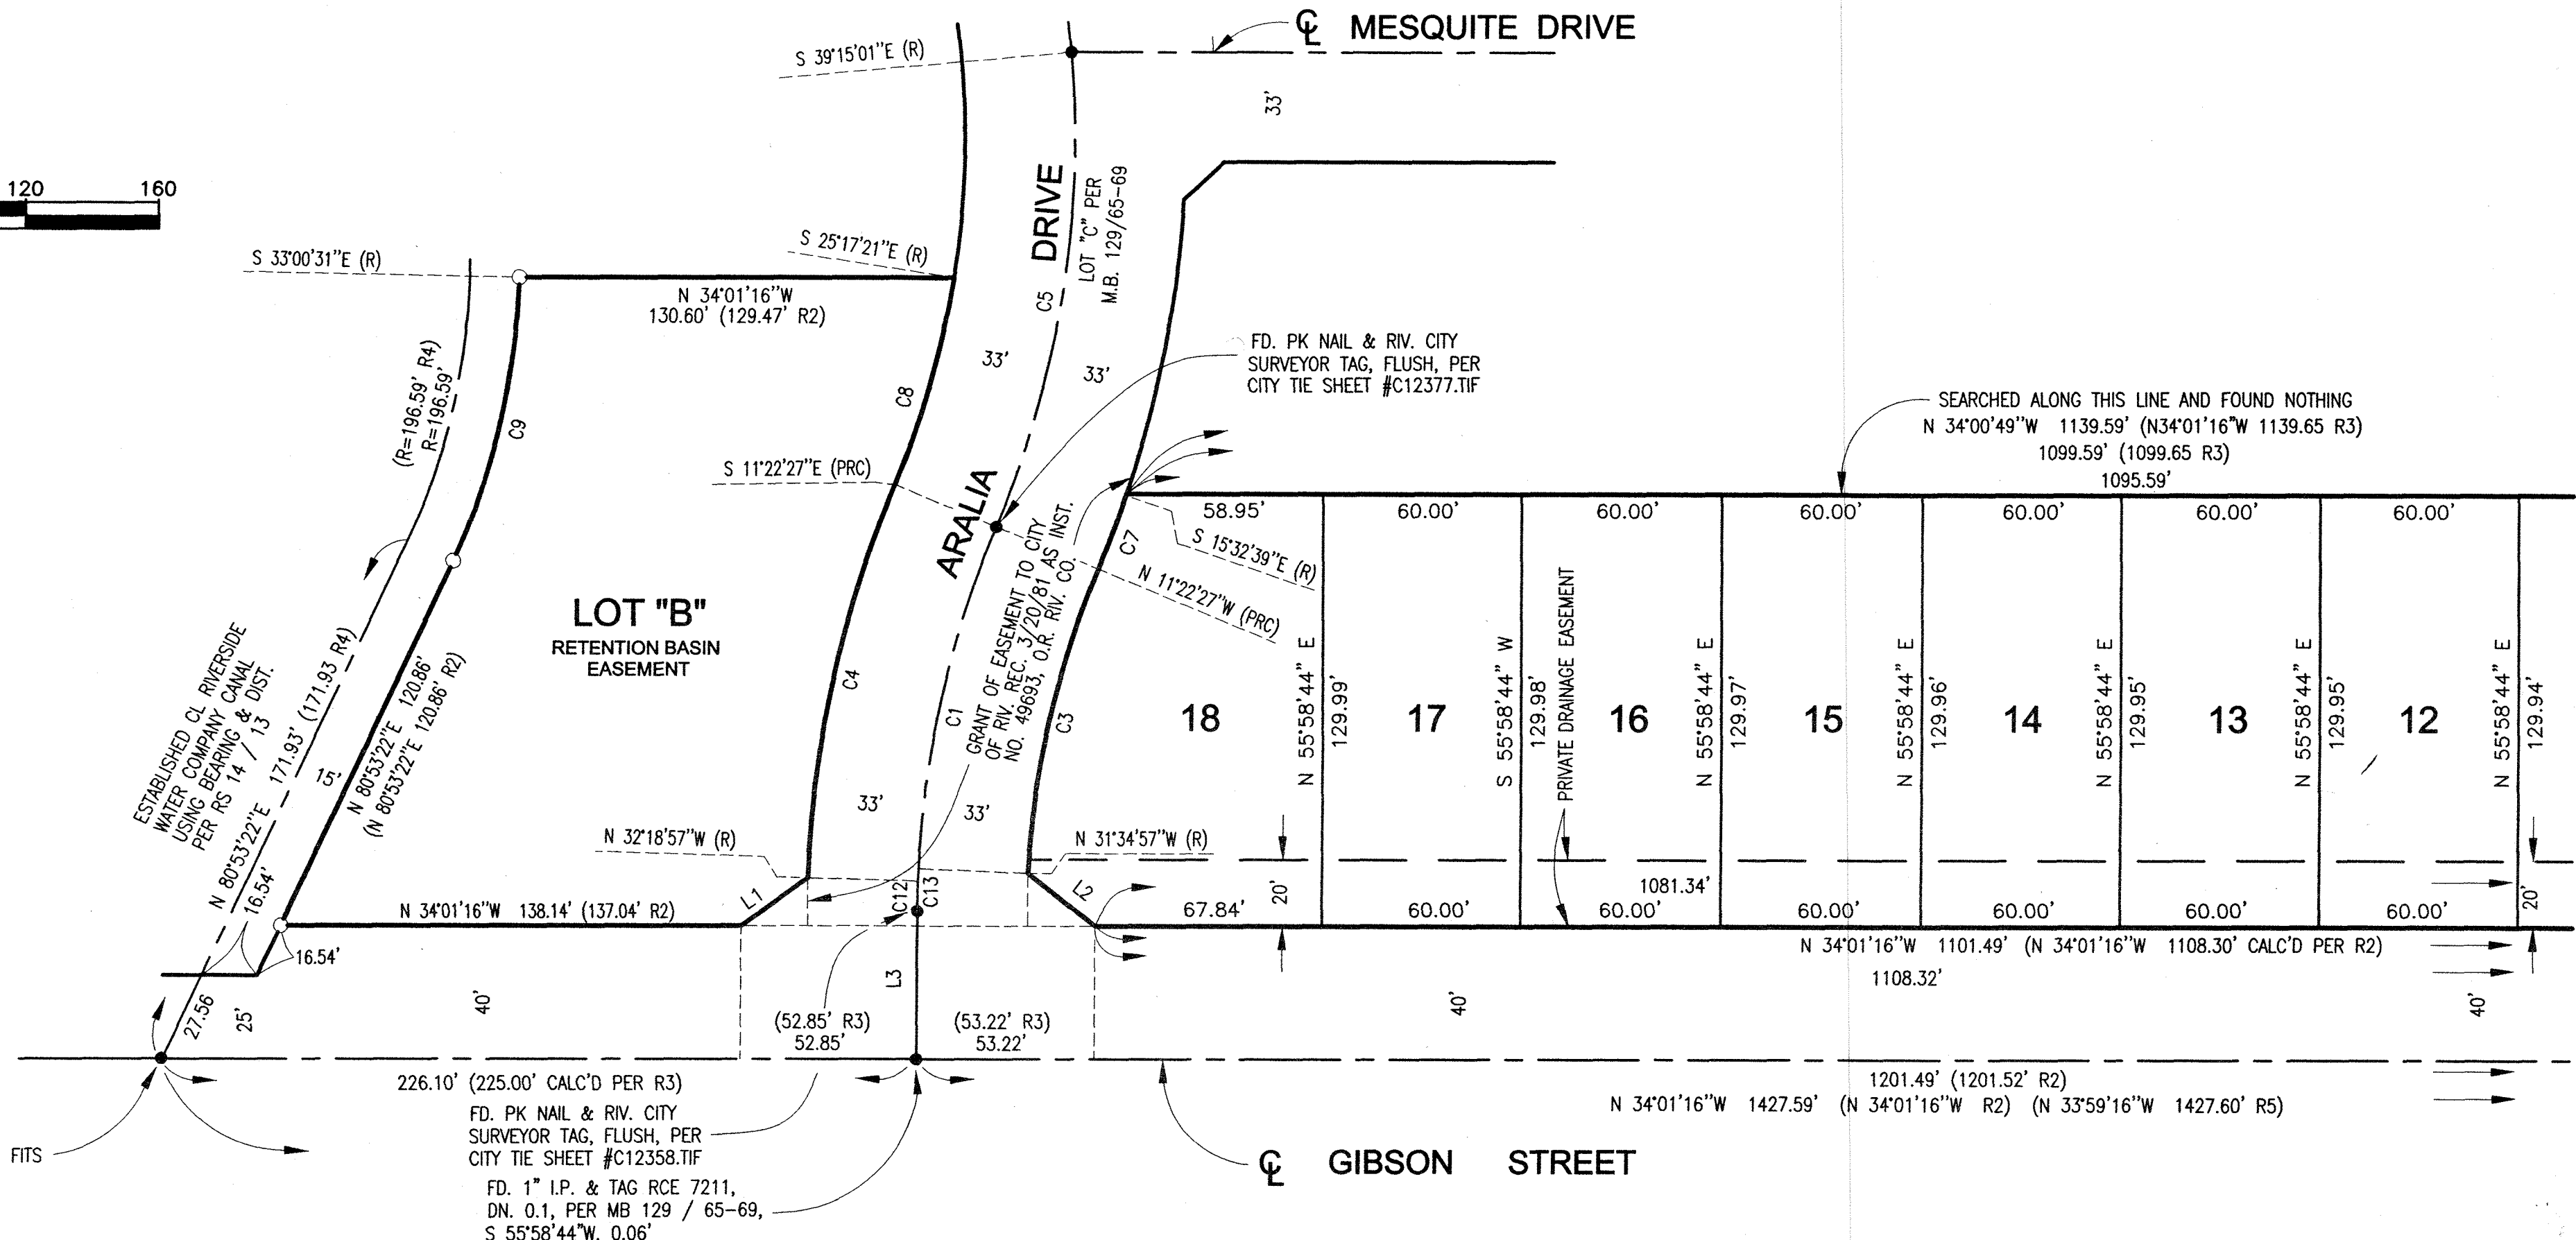 ℄ MESQUITE DRIVE
S 39°15'01"E (R)
33'
120 160
S 33°00'31"E (R)
S 25°17'21"E (R)
N 34°01'16"W
130.60' (129.47' R2)
ARALIA DRIVE
LOT "C" PER
M.B. 129/65-69
C5
33'
33'
C8
C9
(R=196.59' R4)
R=196.59'
FD. PK NAIL & RIV. CITY
SURVEYOR TAG, FLUSH, PER
CITY TIE SHEET #C12377.TIF
SEARCHED ALONG THIS LINE AND FOUND NOTHING
N 34°00'49"W 1139.59' (N34°01'16"W 1139.65 R3)
1099.59' (1099.65 R3)
1095.59'
S 11°22'27"E (PRC)
58.95'
60.00'
60.00'
60.00'
60.00'
60.00'
60.00'
C7
S 15°32'39"E (R)
N 11°22'27"W (PRC)
GRANT OF EASEMENT TO CITY
OF RIV. REC. 3/20/81 AS INST.
NO. 49693, O.R. RIV. CO.
LOT "B"
RETENTION BASIN
EASEMENT
C4
C1
C3
ESTABLISHED CL RIVERSIDE
WATER COMPANY CANAL
USING BEARING & DIST.
PER RS 14 / 13
N 80°53'22"E 171.93' (171.93 R4)
15'
N 80°53'22"E 120.86'
(N 80°53'22"E 120.86' R2)
18
N 55°58'44" E
129.99'
17
S 55°58'44" W
129.98'
PRIVATE DRAINAGE EASEMENT
16
N 55°58'44" E
129.97'
15
N 55°58'44" E
129.96'
14
N 55°58'44" E
129.95'
13
N 55°58'44" E
129.95'
12
N 55°58'44" E
129.94'
33'
33'
N 32°18'57"W (R)
N 31°34'57"W (R)
16.54'
16.54'
N 34°01'16"W 138.14' (137.04' R2)
L1
C12
C13
L2
67.84'
20'
60.00'
60.00'
1081.34'
60.00'
60.00'
60.00'
60.00'
20'
N 34°01'16"W 1101.49' (N 34°01'16"W 1108.30' CALC'D PER R2)
1108.32'
27.56
25'
40'
L3
(52.85' R3)
52.85'
(53.22' R3)
53.22'
40'
40'
226.10' (225.00' CALC'D PER R3)
1201.49' (1201.52' R2)
N 34°01'16"W 1427.59' (N 34°01'16"W R2) (N 33°59'16"W 1427.60' R5)
FD. PK NAIL & RIV. CITY
SURVEYOR TAG, FLUSH, PER
CITY TIE SHEET #C12358.TIF
FITS
℄ GIBSON STREET
FD. 1" I.P. & TAG RCE 7211,
DN. 0.1, PER MB 129 / 65-69,
S 55°58'44"W. 0.06'